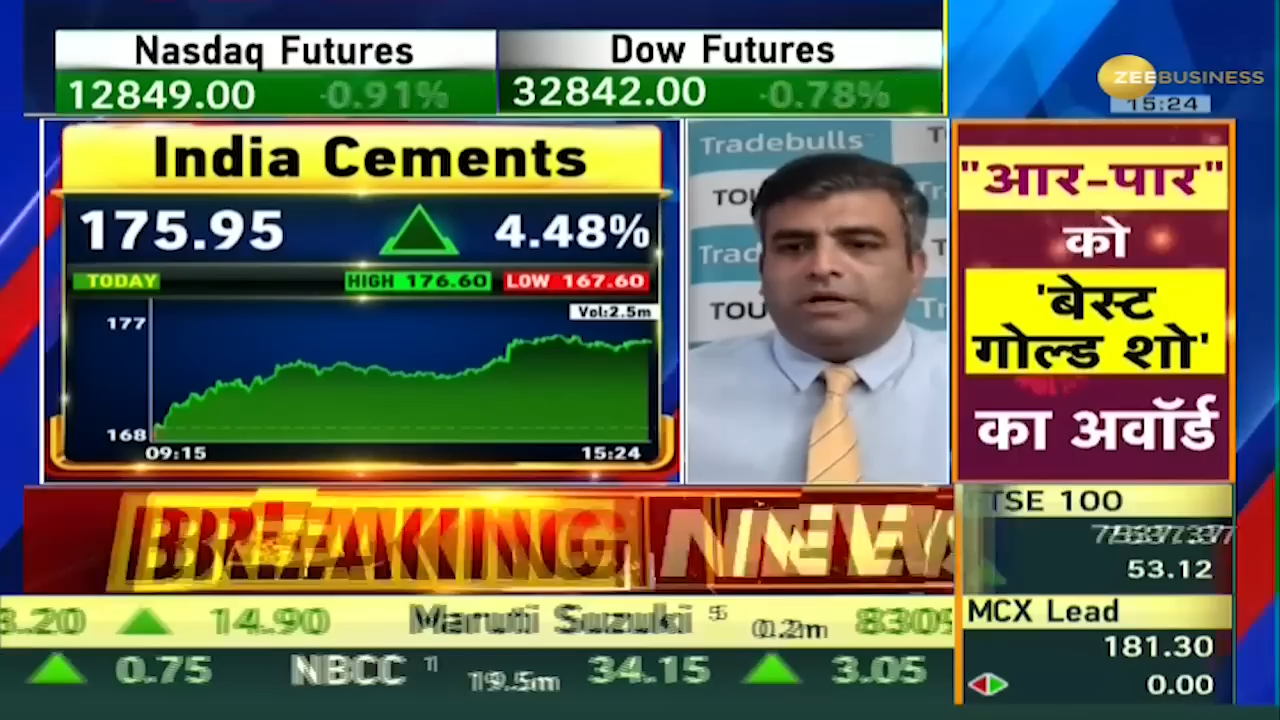 Nasdaq Futures
12849.00 -0.91%
Dow Futures
32842.00 -0.78%
ZEEBUSINESS
15:24
India Cements
175.95 4.48%
TODAY HIGH 176.60 LOW 167.60
Vol:2.5m
177
168
09:15 15:24
Tradebulls
"आर-पार"
को
'बेस्ट
गोल्ड शो'
का अवॉर्ड
BREAKING NEWS
TSE 100
53.12
MCX Lead
181.30
0.00
3.20 14.90 Maruti Suzuki 0.2m 8309
0.75 NBCC 19.5m 34.15 3.05